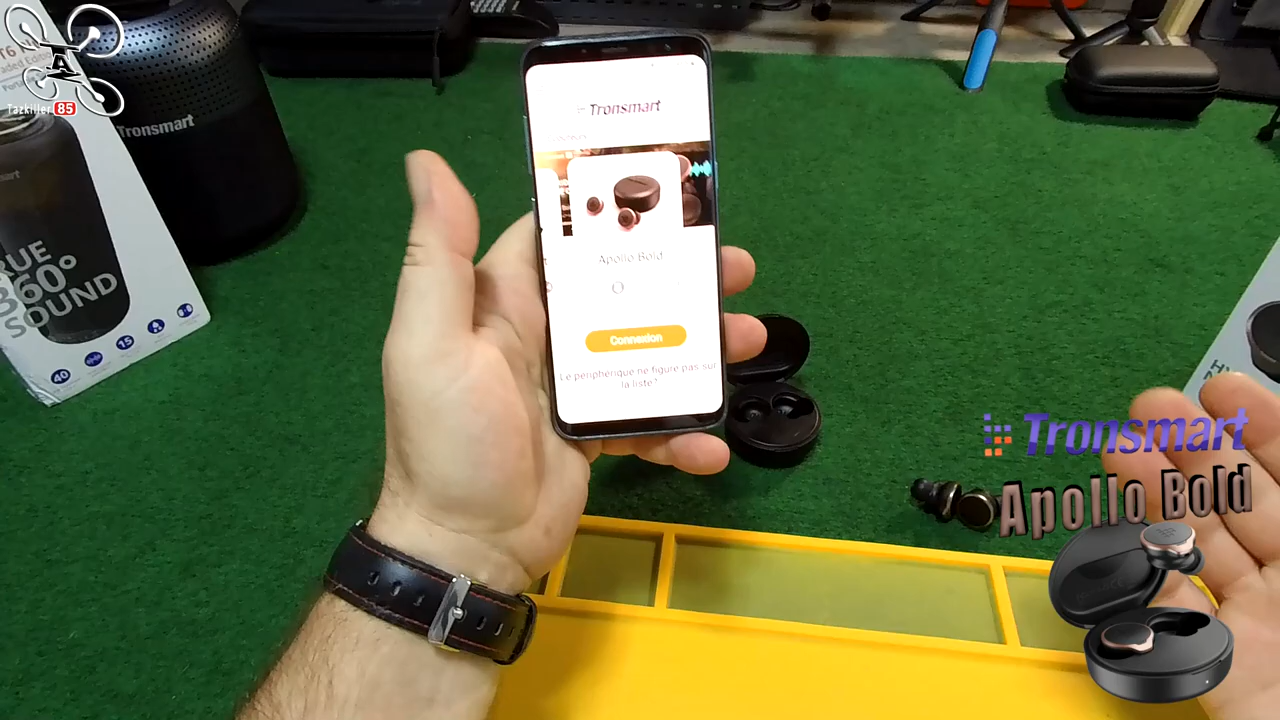 Tazkiller 85
Tronsmart
TRUE
360°
SOUND
40
15
Tronsmart
Apollo Bold
Connexion
Le périphérique ne figure pas sur
la liste?
Tronsmart
Apollo Bold